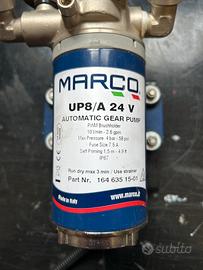 MARCO
UP8/A 24 V
AUTOMATIC GEAR PUMP
10 l/min - 2.6 gpm
Max Pressure 4 bar - 58 psi
Fuse Size 7.5 A
Self Priming 1.5 m - 4.9 ft
IP67
Run dry max 3 min / Use strainer
Part Nr. 164 635 15-01
Made in Italy
www.marco.it
subito